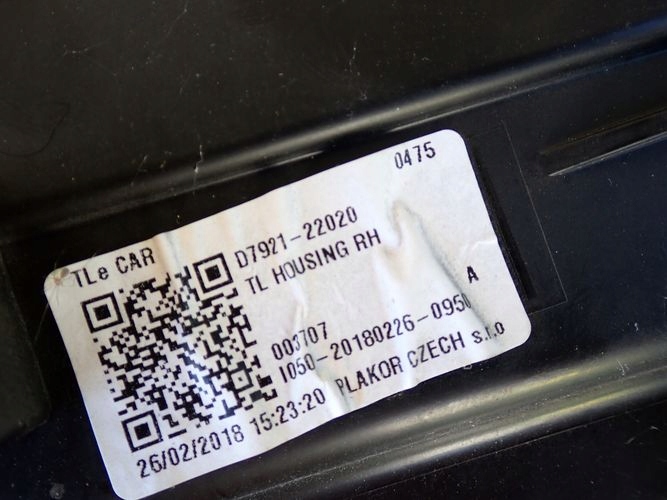 0475
TLe CAR
D7921-22020
TL HOUSING RH
A
003707
I050-20180226-0950
26/02/2018 15:23:20 PLAKOR CZECH s.r.o